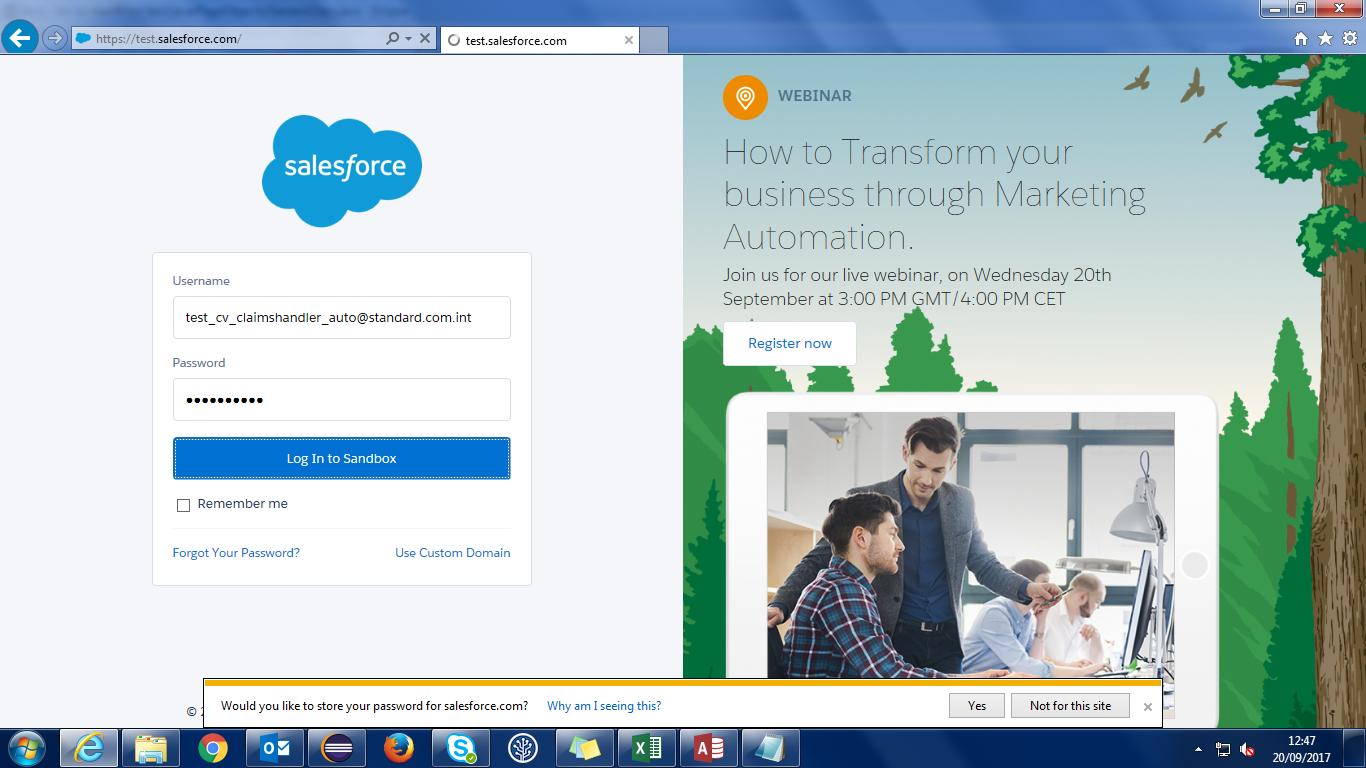 https://test.salesforce.com/
test.salesforce.com
salesforce
Username
test_cv_claimshandler_auto@standard.com.int
Password
Log In to Sandbox
Remember me
Forgot Your Password?
Use Custom Domain
WEBINAR
How to Transform your
business through Marketing
Automation.
Join us for our live webinar, on Wednesday 20th
September at 3:00 PM GMT/4:00 PM CET
Register now
©
Would you like to store your password for salesforce.com?
Why am I seeing this?
Yes
Not for this site
12:47
20/09/2017